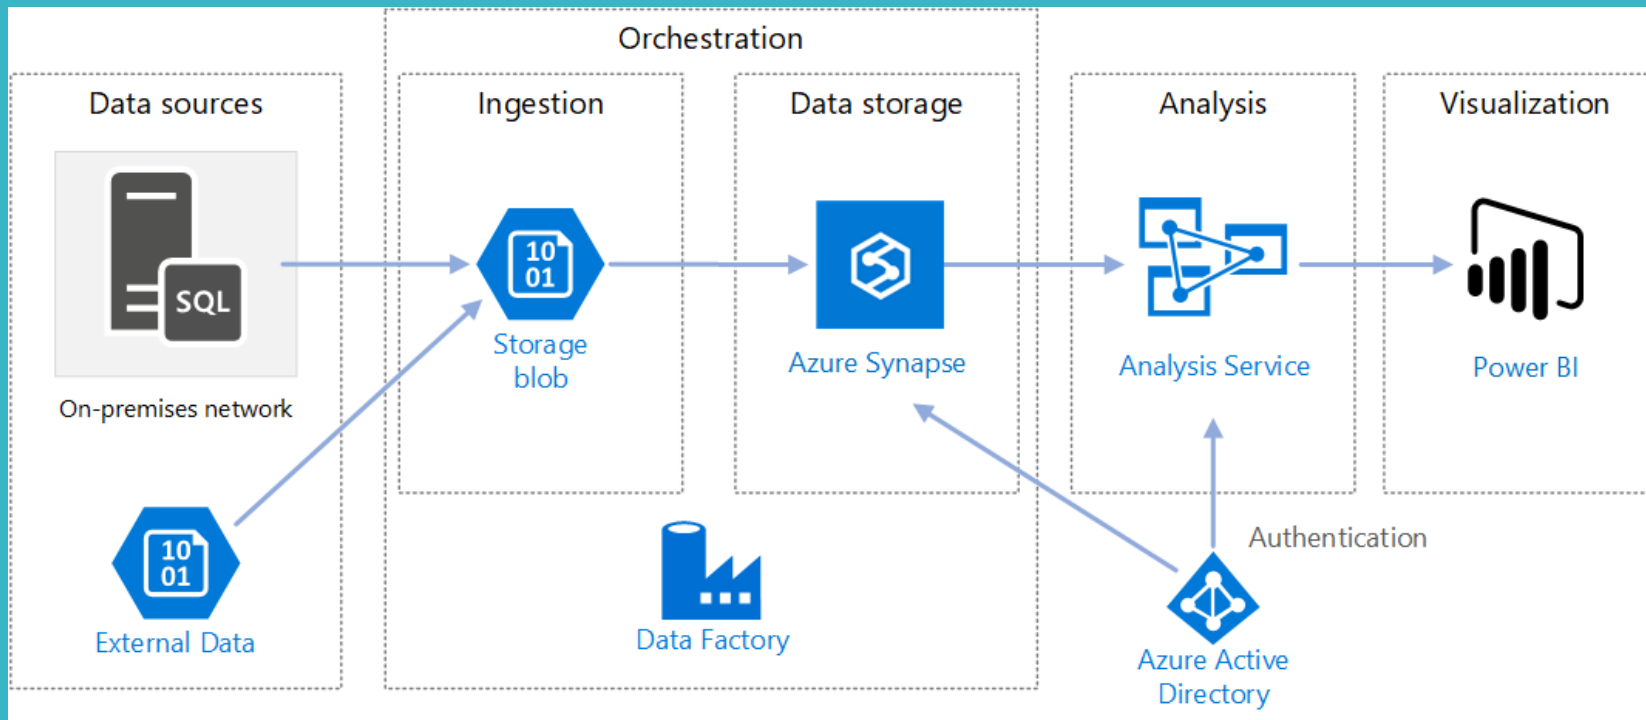 Orchestration
Data sources
Ingestion
Data storage
Analysis
Visualization
SQL
10
01
Storage
blob
Azure Synapse
Analysis Service
Power BI
On-premises network
10
01
External Data
Data Factory
Authentication
Azure Active
Directory